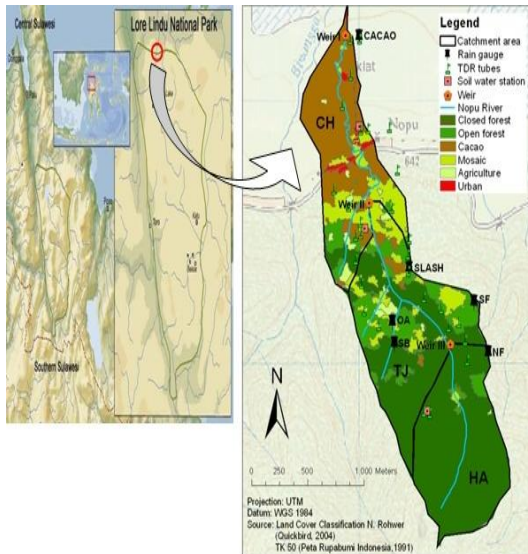 Lore Lindu National Park
Central Sulawesi
Southern Sulawesi
Legend
Catchment area
Rain gauge
TDR tubes
Soil water station
Weir
Nopu River
Closed forest
Open forest
Cacao
Mosaic
Agriculture
Urban
Weir I
CACAO
CH
Nopu
Weir II
SLASH
SF
OA
SB
Weir III
NF
TJ
HA
N
0 250 500 1,000 Meters
Projection: UTM
Datum: WGS 1984
Source: Land Cover Classification N. Rohwer
(Quickbird, 2004)
TK 50 (Peta Rupabumi Indonesia,1991)